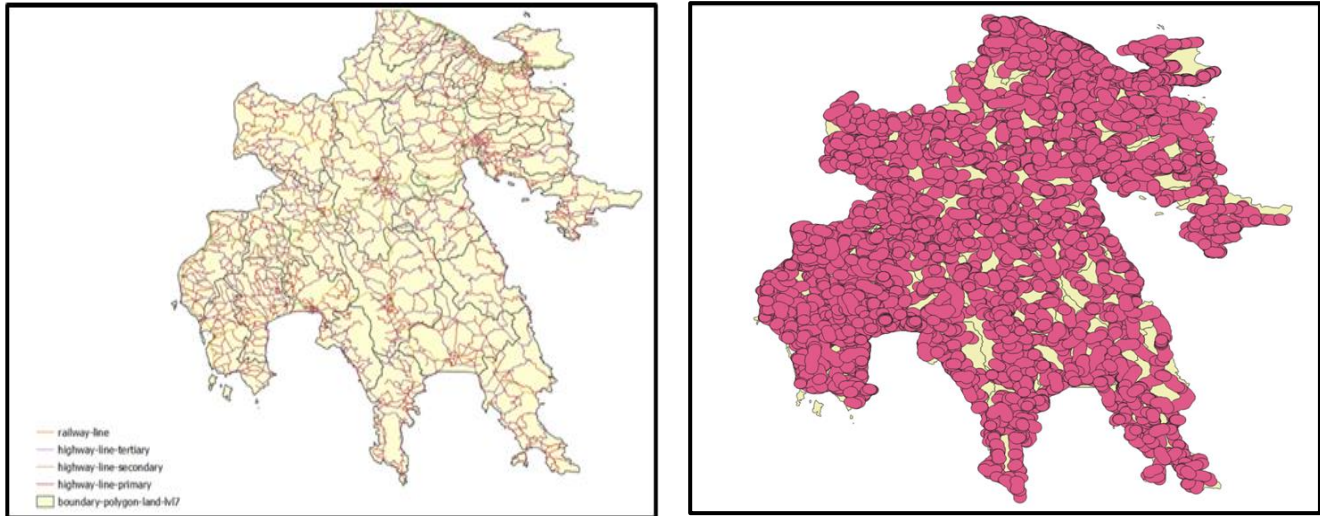 railway-line
highway-line-tertiary
highway-line-secondary
highway-line-primary
boundary-polygon-land-lvl7